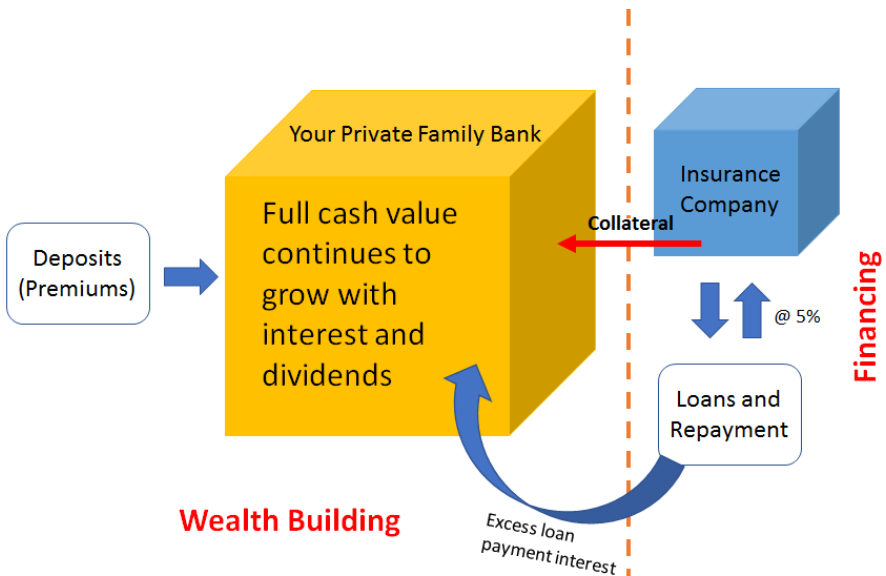 Your Private Family Bank
Full cash value
continues to
grow with
interest and
dividends
Deposits
(Premiums)
Insurance
Company
Collateral
@ 5%
Financing
Loans and
Repayment
Wealth Building
Excess loan
payment interest